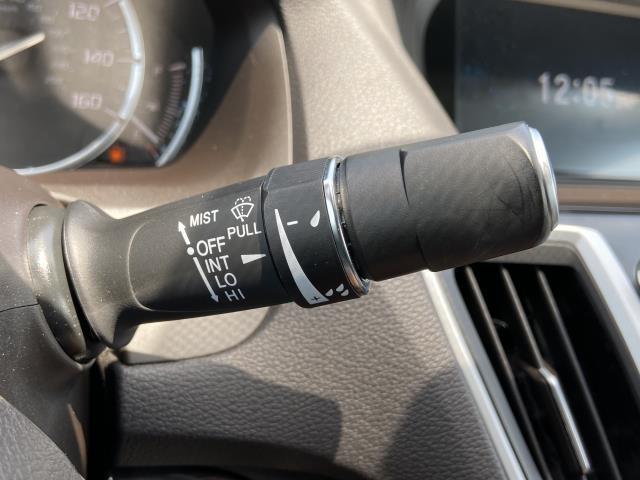 120
140
160
12:05
MIST
PULL
OFF
INT
LO
HI
− +